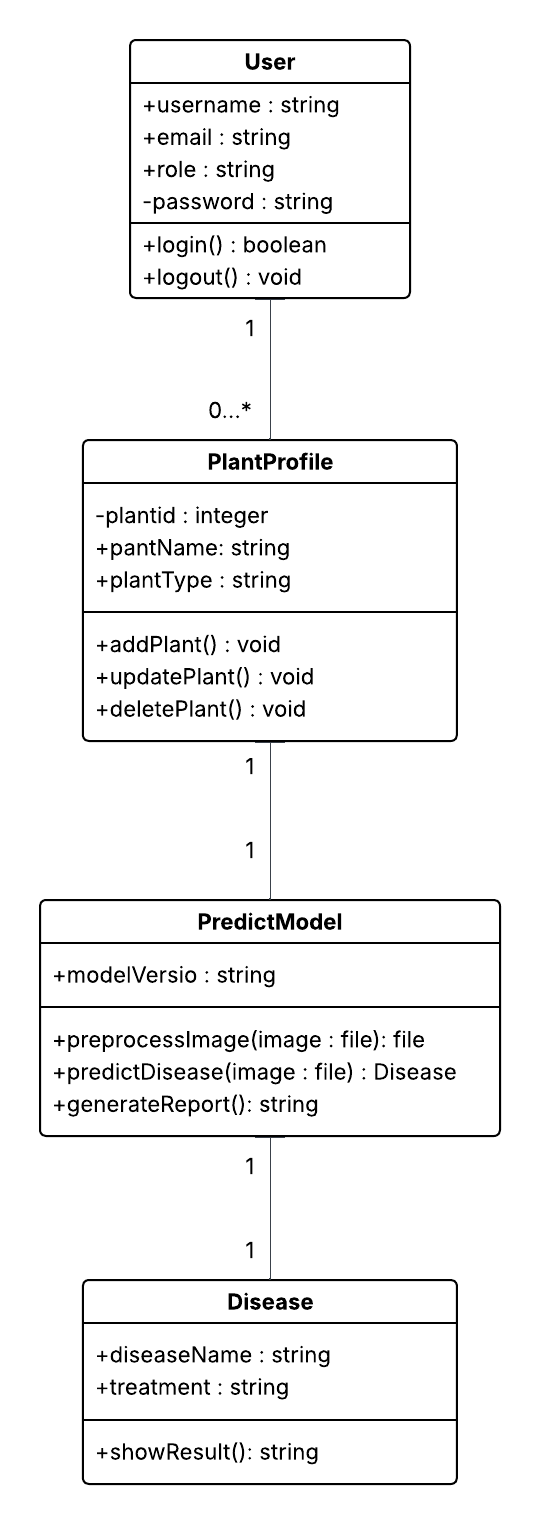 User
+username : string
+email : string
+role : string
-password : string
+login() : boolean
+logout() : void
1
0...*
PlantProfile
-plantid : integer
+pantName: string
+plantType : string
+addPlant() : void
+updatePlant() : void
+deletePlant() : void
1
1
PredictModel
+modelVersio : string
+preprocessImage(image : file): file
+predictDisease(image : file) : Disease
+generateReport(): string
1
1
Disease
+diseaseName : string
+treatment : string
+showResult(): string